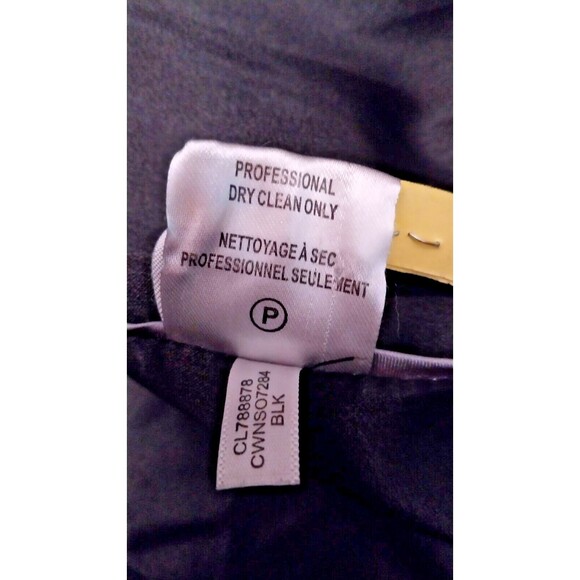 PROFESSIONAL
DRY CLEAN ONLY
NETTOYAGE À SEC
PROFESSIONNEL SEULEMENT
P
CL788878
CWNSO7284
BLK